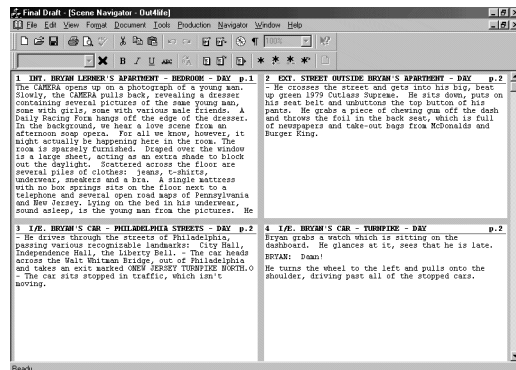 Final Draft - [Scene Navigator - Out4life]
File Edit View Format Document Tools Production Navigator Window Help
100%
B I U ABC
1 INT. BRYAN LERNER'S APARTMENT - BEDROOM - DAY p.1
The CAMERA opens up on a photograph of a young man.
Slowly, the CAMERA pulls back, revealing a dresser
containing several pictures of the same young man,
some with girls, some with various male friends. A
Daily Racing Form hangs off the edge of the dresser.
In the background, we hear a love scene from an
afternoon soap opera. For all we know, however, it
might actually be happening here in the room. The
room is sparsely furnished. Draped over the window
is a large sheet, acting as an extra shade to block
out the daylight. Scattered across the floor are
several piles of clothes: jeans, t-shirts,
underwear, sneakers and a bra. A single mattress
with no box springs sits on the floor next to a
telephone and several open road maps of Pennsylvania
and New Jersey. Lying on the bed in his underwear,
sound asleep, is the young man from the pictures. He
2 EXT. STREET OUTSIDE BRYAN'S APARTMENT - DAY p.2
- He crosses the street and gets into his big, beat
up green 1979 Cutlass Supreme. He sits down, puts on
his seat belt and unbuttons the top button of his
pants. He grabs a piece of chewing gum off the dash
and throws the foil in the back seat, which is full
of newspapers and take-out bags from McDonalds and
Burger King.
3 I/E. BRYAN'S CAR - PHILADELPHIA STREETS - DAY p.2
- He drives through the streets of Philadelphia,
passing various recognizable landmarks: City Hall,
Independence Hall, the Liberty Bell. - The car heads
across the Walt Whitman Bridge, out of Philadelphia
and takes an exit marked ONEW JERSEY TURNPIKE NORTH.O
- The car sits stopped in traffic, which isn't
moving.
4 I/E. BRYAN'S CAR - TURNPIKE - DAY p.2
Bryan grabs a watch which is sitting on the
dashboard. He glances at it, sees that he is late.
BRYAN: Damn!
He turns the wheel to the left and pulls onto the
shoulder, driving past all of the stopped cars.
Ready